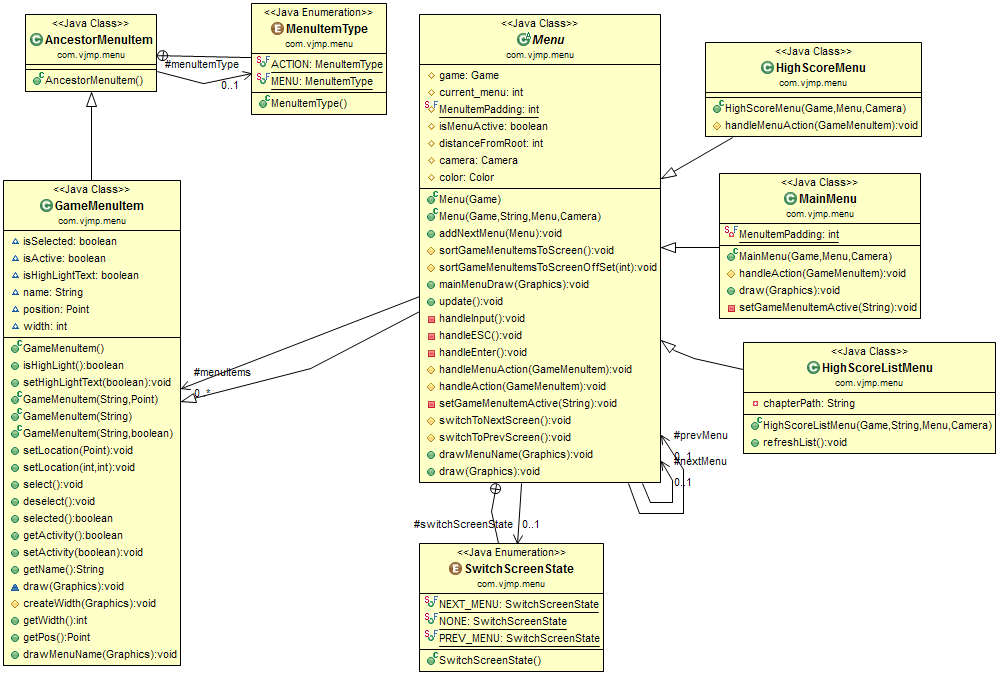 <<Java Class>>
AncestorMenuItem
com.vjmp.menu
AncestorMenuItem()
<<Java Enumeration>>
MenuItemType
com.vjmp.menu
ACTION: MenuItemType
MENU: MenuItemType
MenuItemType()
#menuItemType
0..1
<<Java Class>>
GameMenuItem
com.vjmp.menu
isSelected: boolean
isActive: boolean
isHighLightText: boolean
name: String
position: Point
width: int
GameMenuItem()
isHighLight():boolean
setHighLightText(boolean):void
GameMenuItem(String,Point)
GameMenuItem(String)
GameMenuItem(String,boolean)
setLocation(Point):void
setLocation(int,int):void
select():void
deselect():void
selected():boolean
getActivity():boolean
setActivity(boolean):void
getName():String
draw(Graphics):void
createWidth(Graphics):void
getWidth():int
getPos():Point
drawMenuName(Graphics):void
#menuItems
0..*
<<Java Class>>
Menu
com.vjmp.menu
game: Game
current_menu: int
MenuItemPadding: int
isMenuActive: boolean
distanceFromRoot: int
camera: Camera
color: Color
Menu(Game)
Menu(Game,String,Menu,Camera)
addNextMenu(Menu):void
sortGameMenuItemsToScreen():void
sortGameMenuItemsToScreenOffSet(int):void
mainMenuDraw(Graphics):void
update():void
handleInput():void
handleESC():void
handleEnter():void
handleMenuAction(GameMenuItem):void
handleAction(GameMenuItem):void
setGameMenuItemActive(String):void
switchToNextScreen():void
switchToPrevScreen():void
drawMenuName(Graphics):void
draw(Graphics):void
#prevMenu
0..1
#nextMenu
0..1
#switchScreenState
0..1
<<Java Enumeration>>
SwitchScreenState
com.vjmp.menu
NEXT_MENU: SwitchScreenState
NONE: SwitchScreenState
PREV_MENU: SwitchScreenState
SwitchScreenState()
<<Java Class>>
HighScoreMenu
com.vjmp.menu
HighScoreMenu(Game,Menu,Camera)
handleMenuAction(GameMenuItem):void
<<Java Class>>
MainMenu
com.vjmp.menu
MenuItemPadding: int
MainMenu(Game,Menu,Camera)
handleAction(GameMenuItem):void
draw(Graphics):void
setGameMenuItemActive(String):void
<<Java Class>>
HighScoreListMenu
com.vjmp.menu
chapterPath: String
HighScoreListMenu(Game,String,Menu,Camera)
refreshList():void